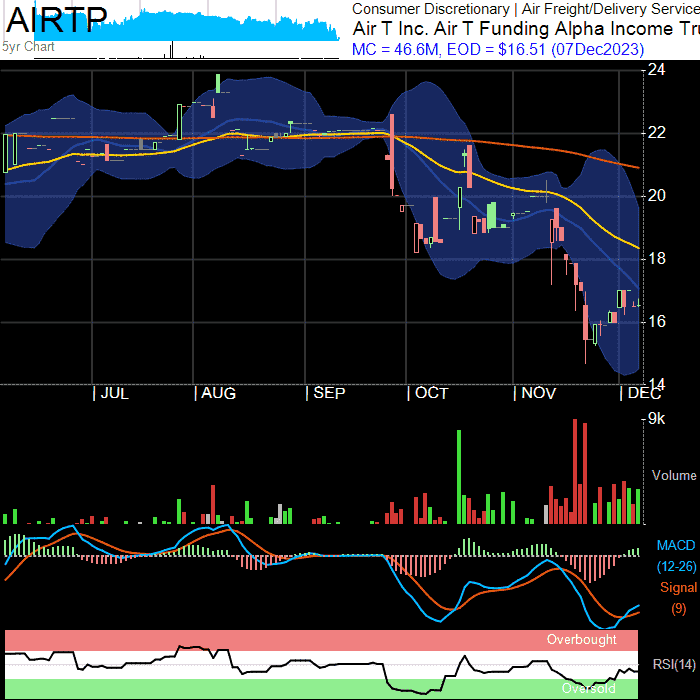 AIRTP
5yr Chart
Consumer Discretionary | Air Freight/Delivery Service
Air T Inc. Air T Funding Alpha Income Tru
MC = 46.6M, EOD = $16.51 (07Dec2023)
24
22
20
18
16
14
| JUL | AUG | SEP | OCT | NOV | DEC
9k
Volume
MACD
(12-26)
Signal
(9)
Overbought
RSI(14)
Oversold